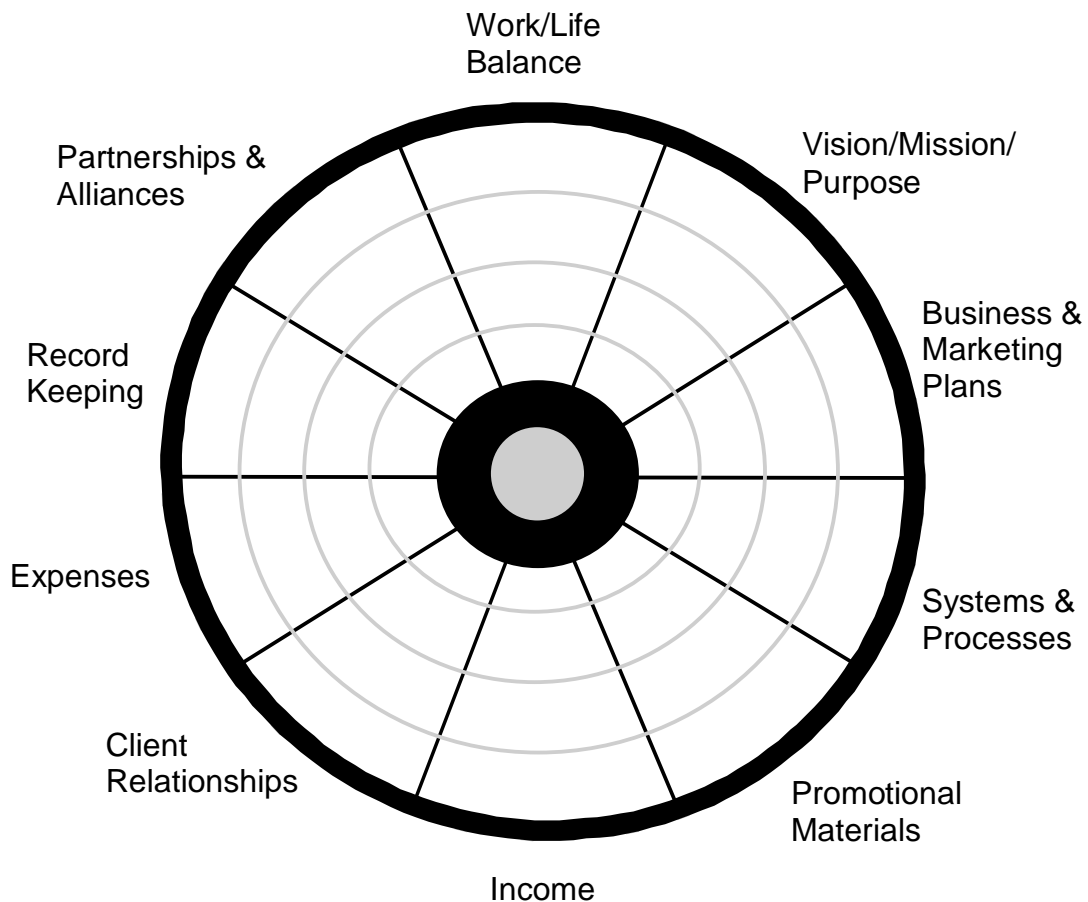 Work/Life
Balance
Vision/Mission/
Purpose
Partnerships &
Alliances
Business &
Marketing
Plans
Record
Keeping
Expenses
Systems &
Processes
Client
Relationships
Promotional
Materials
Income